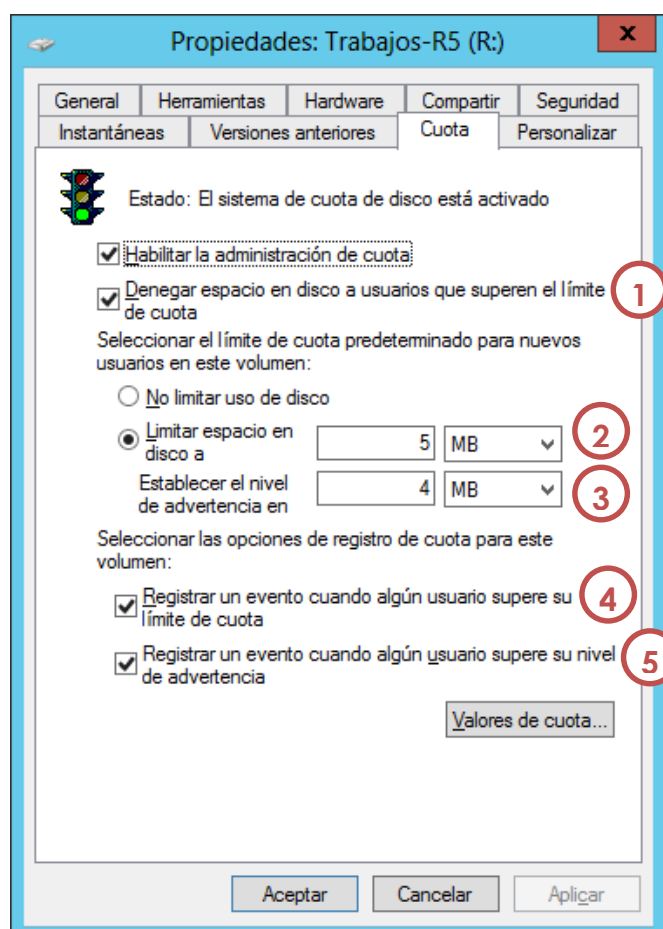 Propiedades: Trabajos-R5 (R:)
x
General Herramientas Hardware Compartir Seguridad
Instantáneas Versiones anteriores Cuota Personalizar
Estado: El sistema de cuota de disco está activado
Habilitar la administración de cuota
Denegar espacio en disco a usuarios que superen el límite
de cuota
1
Seleccionar el límite de cuota predeterminado para nuevos
usuarios en este volumen:
No limitar uso de disco
Limitar espacio en
disco a
5 MB
2
Establecer el nivel
de advertencia en
4 MB
3
Seleccionar las opciones de registro de cuota para este
volumen:
Registrar un evento cuando algún usuario supere su
límite de cuota
4
Registrar un evento cuando algún usuario supere su nivel
de advertencia
5
Valores de cuota...
Aceptar Cancelar Aplicar